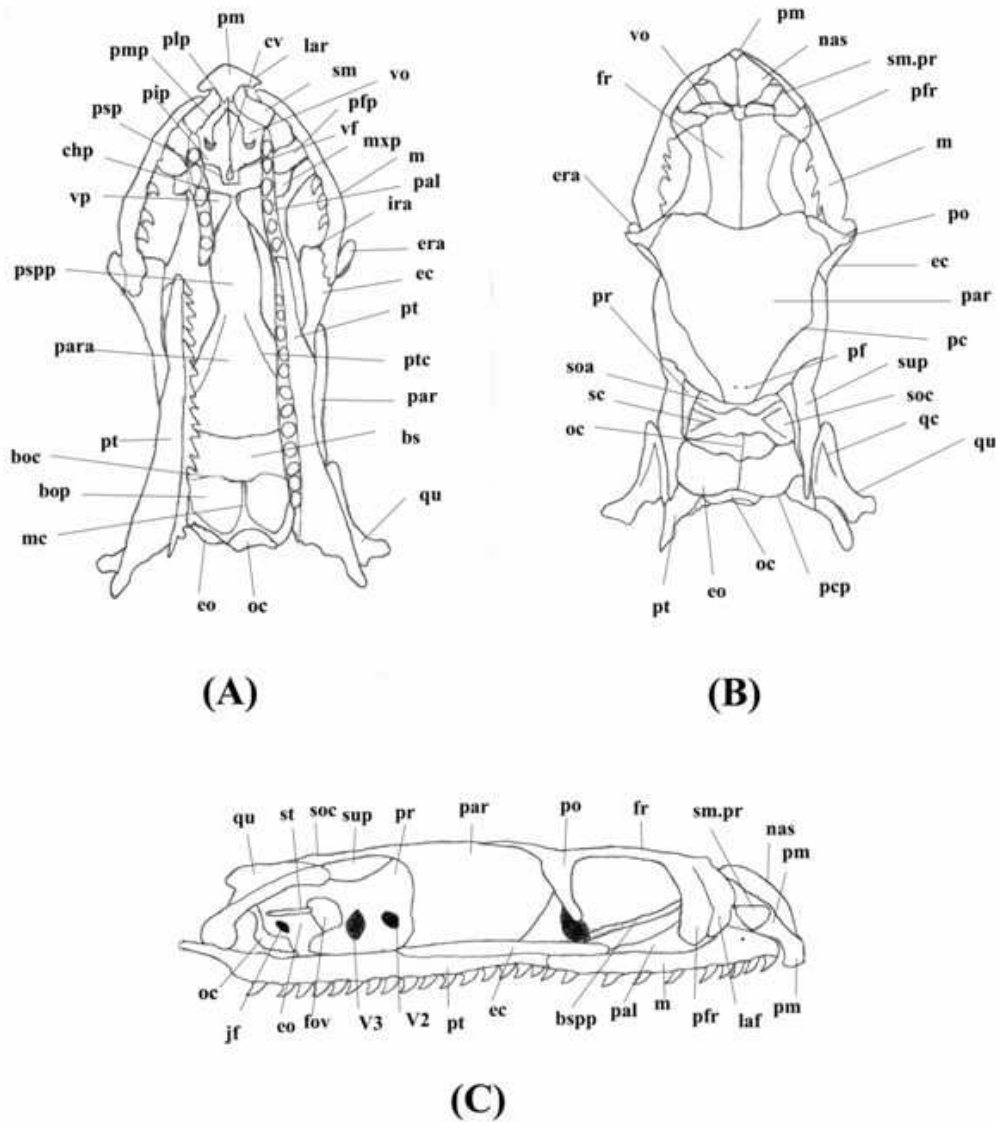 pm
plp
cv
pmp
lar
sm
pip
vo
psp
pfp
chp
vf
mxp
vp
m
pal
ira
era
pspp
ec
pt
para
ptc
par
pt
bs
boc
bop
qu
mc
eo
oc
(A)
pm
vo
nas
fr
sm.pr
pfr
m
era
po
ec
par
pr
pc
pf
soa
sup
sc
soc
oc
qc
qu
oc
pt
eo
pcp
(B)
qu
st
soc
sup
pr
par
po
fr
sm.pr
nas
pm
oc
jf
eo
fov
V3
V2
pt
ec
bspp
pal
m
pfr
laf
pm
(C)